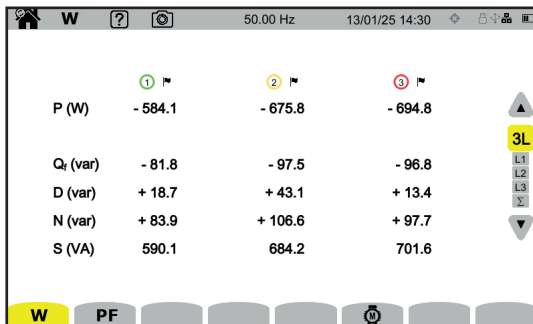 W ? 50.00 Hz 13/01/25 14:30
1 2 3
P (W) - 584.1 - 675.8 - 694.8
3L
Qf (var) - 81.8 - 97.5 - 96.8
L1
L2
D (var) + 18.7 + 43.1 + 13.4
L3
Σ
N (var) + 83.9 + 106.6 + 97.7
S (VA) 590.1 684.2 701.6
W PF M